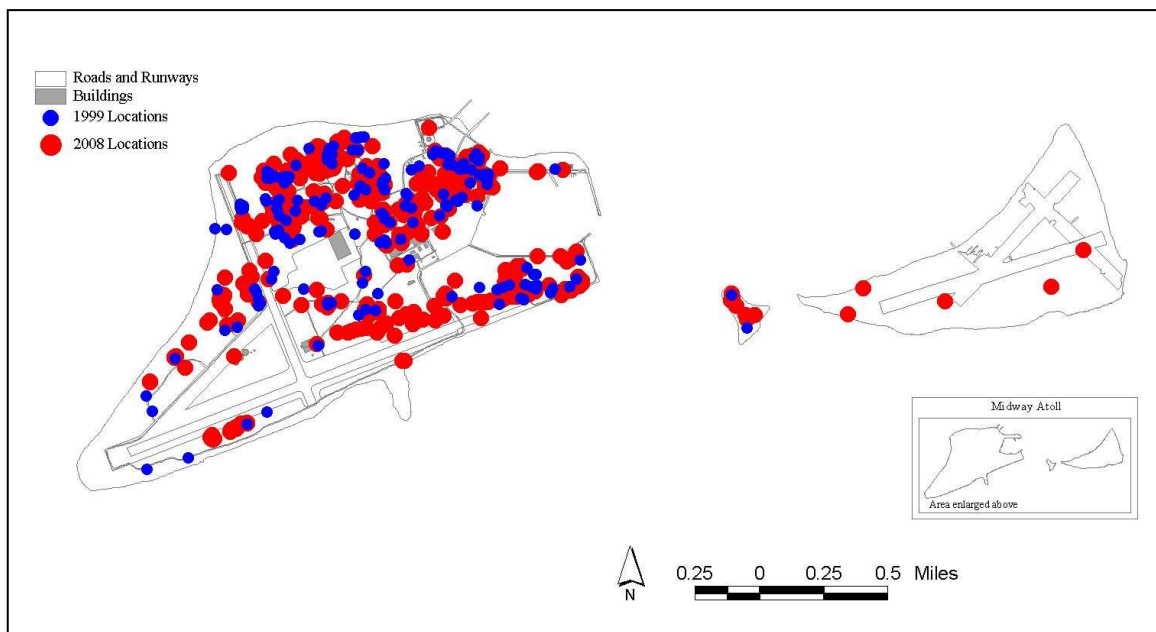 Roads and Runways
Buildings
1999 Locations
2008 Locations
Midway Atoll
Area enlarged above
N
0.25 0 0.25 0.5 Miles